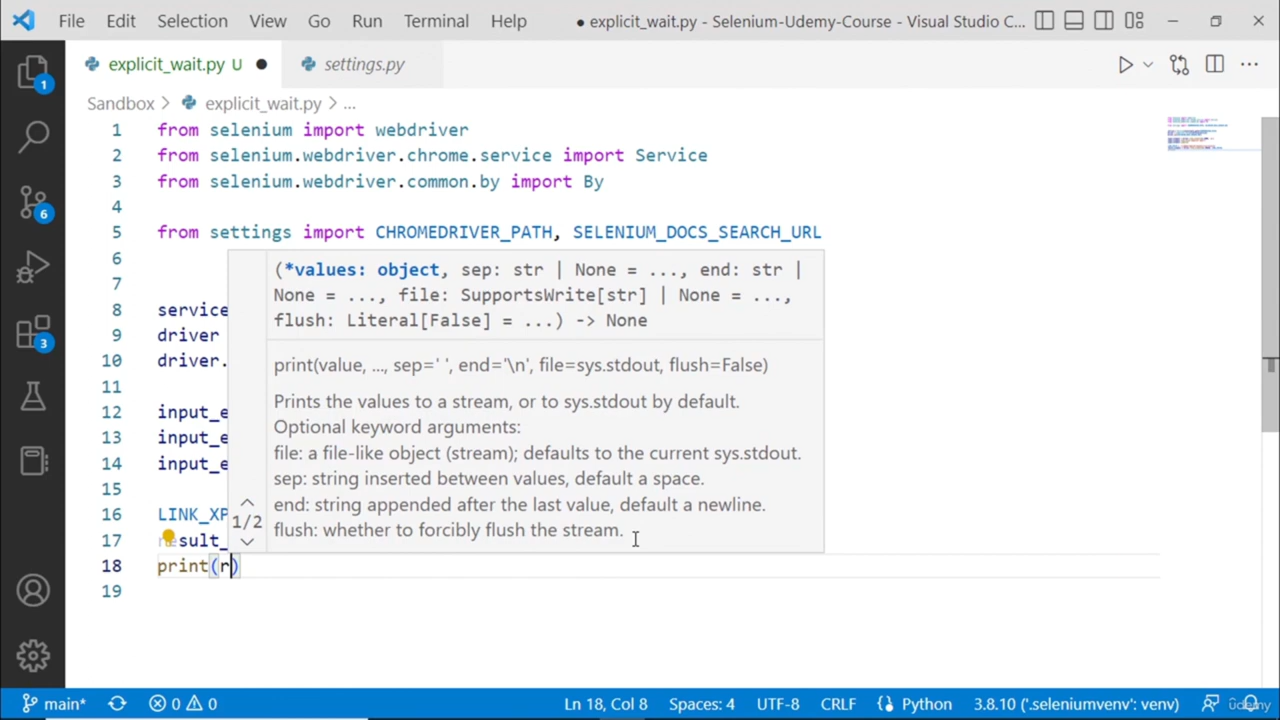 File Edit Selection View Go Run Terminal Help ● explicit_wait.py - Selenium-Udemy-Course - Visual Studio C...
explicit_wait.py U ● settings.py
Sandbox > explicit_wait.py > ...
1 from selenium import webdriver
2 from selenium.webdriver.chrome.service import Service
3 from selenium.webdriver.common.by import By
4
5 from settings import CHROMEDRIVER_PATH, SELENIUM_DOCS_SEARCH_URL
6
7
8 service
9 driver
10 driver.
11
12 input_e
13 input_e
14 input_e
15
16 LINK_XP
17 result_
18 print(r)
19
(*values: object, sep: str | None = ..., end: str |
None = ..., file: SupportsWrite[str] | None = ...,
flush: Literal[False] = ...) -> None
print(value, ..., sep=' ', end='\n', file=sys.stdout, flush=False)
Prints the values to a stream, or to sys.stdout by default.
Optional keyword arguments:
file: a file-like object (stream); defaults to the current sys.stdout.
sep: string inserted between values, default a space.
end: string appended after the last value, default a newline.
flush: whether to forcibly flush the stream.
1/2
1
6
3
main* 0 0 Ln 18, Col 8 Spaces: 4 UTF-8 CRLF Python 3.8.10 ('.seleniumvenv': venv)
udemy